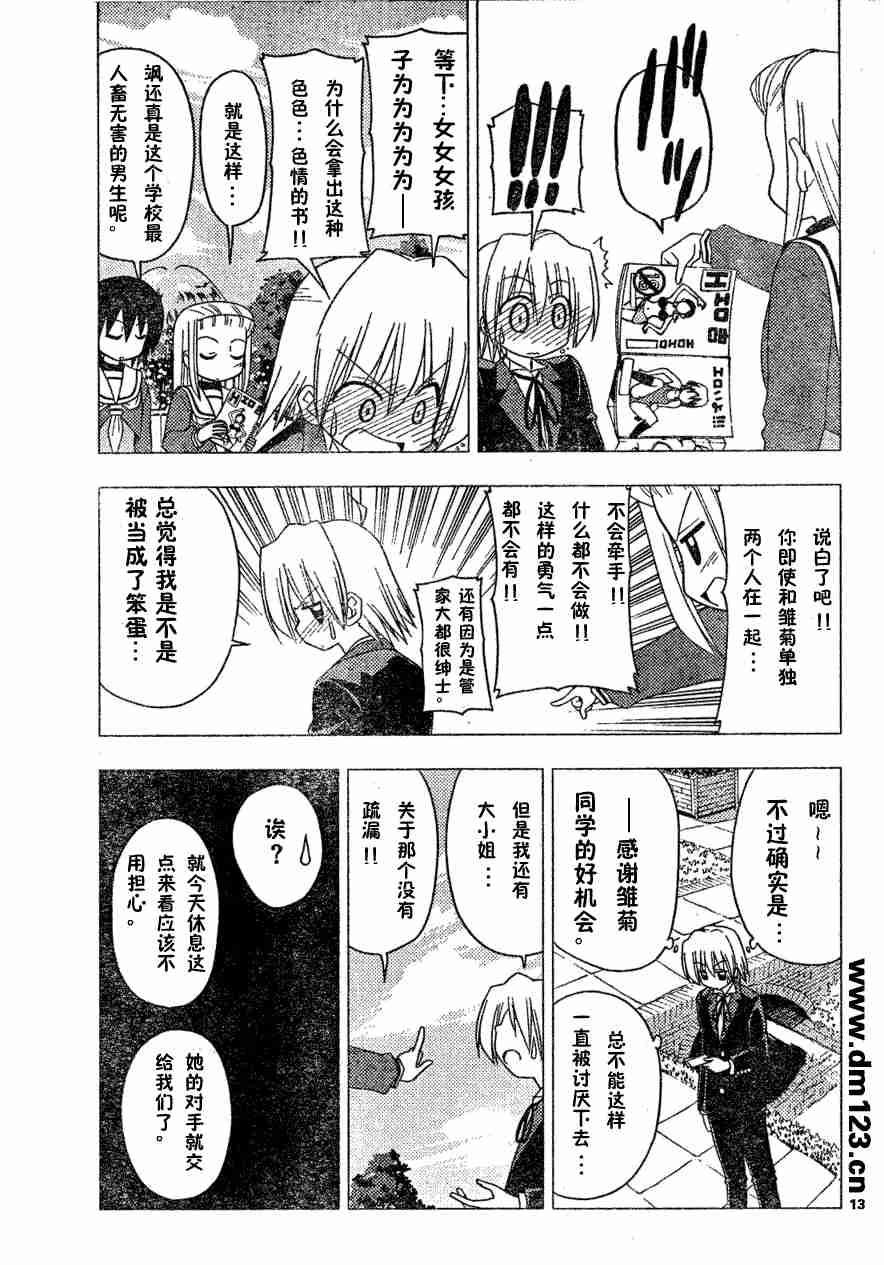 等下…女女女孩
子为为为为为—
为什么会拿出这种
色色…色情的书!!
就是这样…
飒还真是这个学校最
人畜无害的男生呢。
HIO吉
HOHO
エロいよ!!!
说白了吧!!
你即使和雏菊单独
两个人在一起…
不会牵手!!
什么都不会做!!
这样的勇气一点
都不会有!!
还有因为是管
家大都很绅士。
总觉得我是不是
被当成了笨蛋…
嗯~~
不过确实是…
——感谢雏菊
同学的好机会。
总不能这样
一直被讨厌下去…
但是我还有
大小姐…
关于那个没有
疏漏!!
诶?
就今天休息这
点来看应该不
用担心。
她的对手就交
给我们了。
www.dm123.cn
13